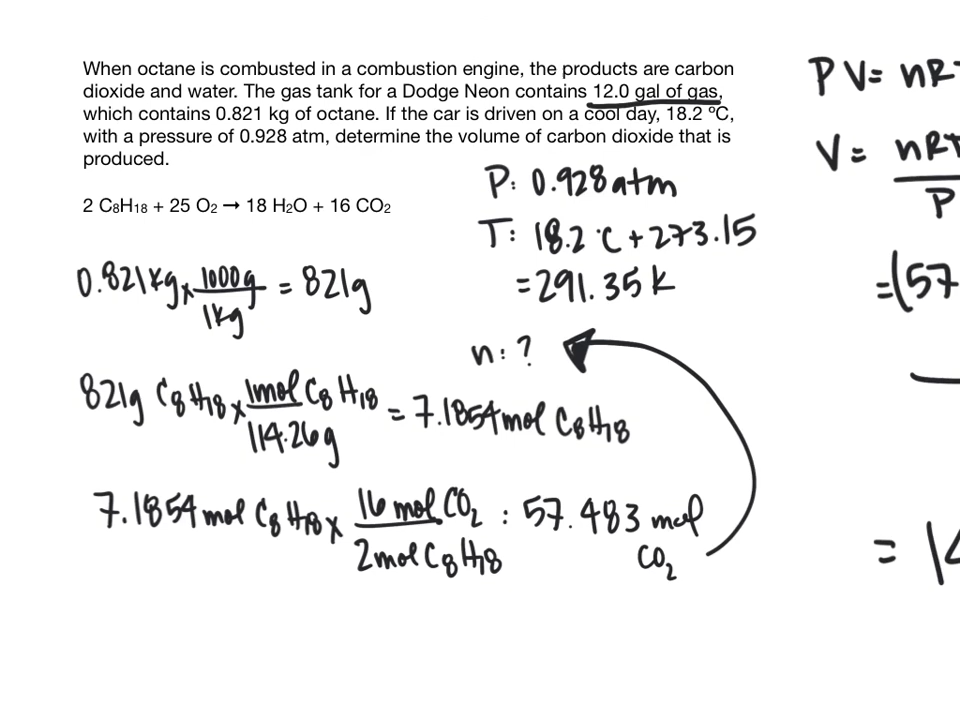 When octane is combusted in a combustion engine, the products are carbon
dioxide and water. The gas tank for a Dodge Neon contains 12.0 gal of gas,
which contains 0.821 kg of octane. If the car is driven on a cool day, 18.2 ºC,
with a pressure of 0.928 atm, determine the volume of carbon dioxide that is
produced.
2 C8H18 + 25 O2 → 18 H2O + 16 CO2
0.821kg x 1000g / 1kg = 821g
821g C8H18 x 1mol C8H18 / 114.26g = 7.1854 mol C8H18
7.1854 mol C8H18 x 16 mol CO2 / 2 mol C8H18 : 57.483 mol CO2
P: 0.928 atm
T: 18.2 °C + 273.15
= 291.35 K
n: ?
PV = nRT
V = nRT / P
= (57
= 14